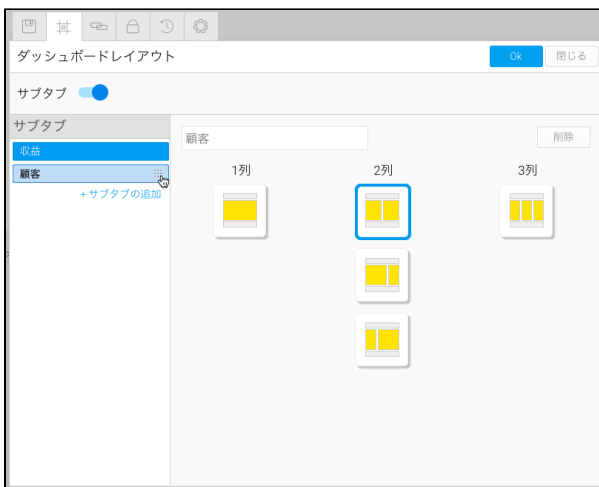 ダッシュボードレイアウト
Ok
閉じる
サブタブ
サブタブ
収益
顧客
+ サブタブの追加
顧客
削除
1列
2列
3列